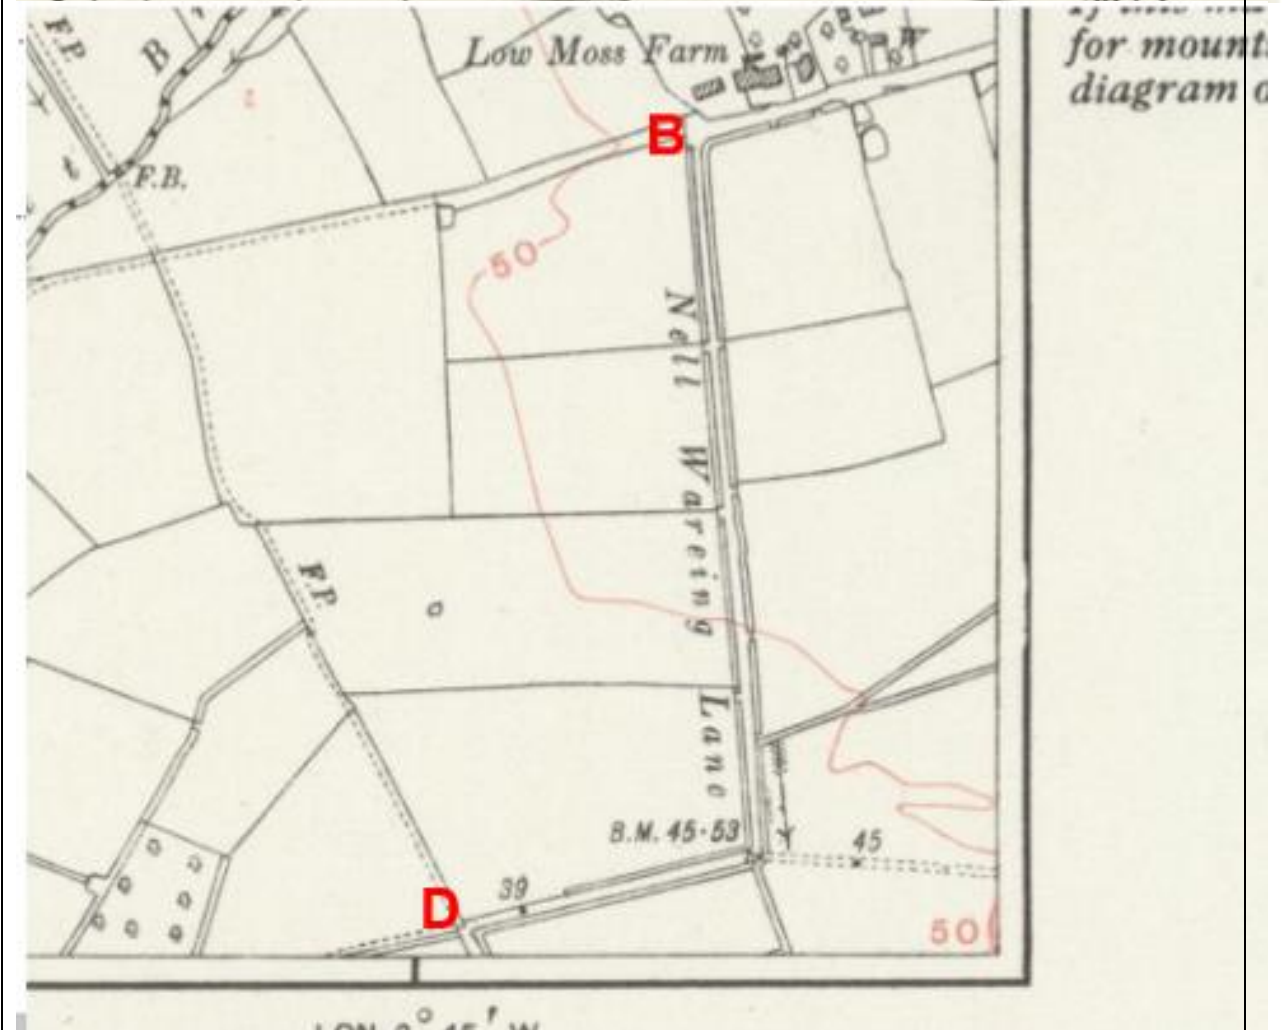 F.P.
B
Low Moss Farm
W
for mount
diagram o
B
t
F.B.
50
Nell Wareing Lane
F.P.
B.M. 45·53
45
39
D
50